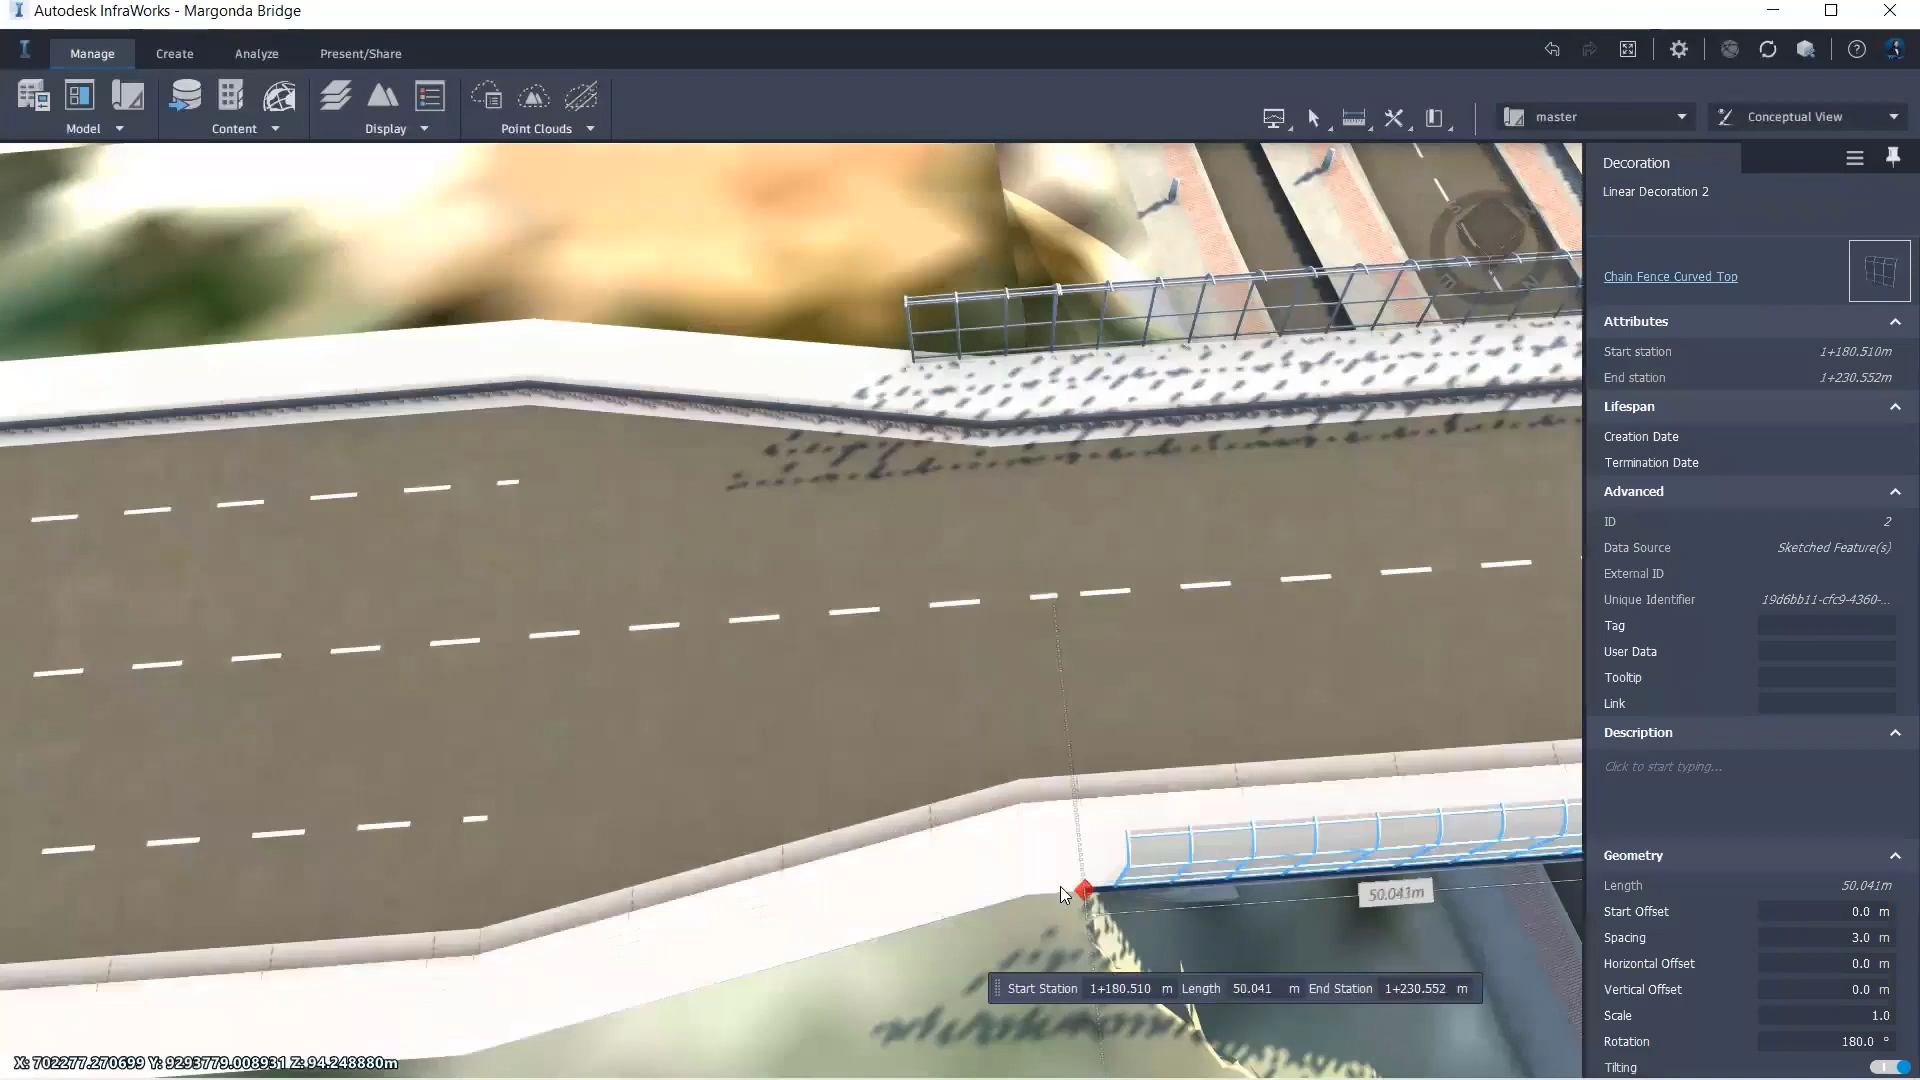 Autodesk InfraWorks - Margonda Bridge
Manage
Create
Analyze
Present/Share
Model
Content
Display
Point Clouds
master
Conceptual View
Decoration
Linear Decoration 2
Chain Fence Curved Top
Attributes
Start station 1+180.510m
End station 1+230.552m
Lifespan
Creation Date
Termination Date
Advanced
ID 2
Data Source Sketched Feature(s)
External ID
Unique Identifier 19d6bb11-cfc9-4360-...
Tag
User Data
Tooltip
Link
Description
Click to start typing...
Geometry
Length 50.041m
Start Offset 0.0 m
Spacing 3.0 m
Horizontal Offset 0.0 m
Vertical Offset 0.0 m
Scale 1.0
Rotation 180.0 °
Tilting
50.041m
Start Station 1+180.510 m Length 50.041 m End Station 1+230.552 m
X: 702277.270699 Y: 9293779.008931 Z: 94.248880m